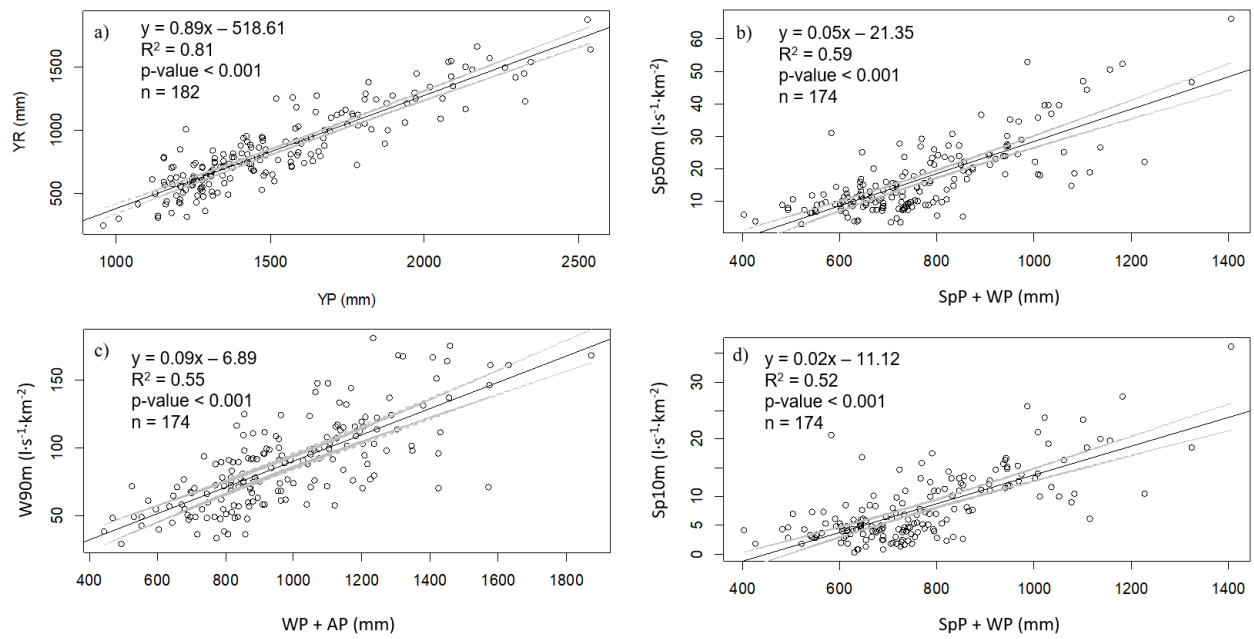 a)
y = 0.89x – 518.61
R² = 0.81
p-value < 0.001
n = 182
YR (mm)
500 1000 1500
1000 1500 2000 2500
YP (mm)
b)
y = 0.05x - 21.35
R² = 0.59
p-value < 0.001
n = 174
Sp50m (l·s⁻¹·km⁻²)
10 20 30 40 50 60
400 600 800 1000 1200 1400
SpP + WP (mm)
c)
y = 0.09x – 6.89
R² = 0.55
p-value < 0.001
n = 174
W90m (l·s⁻¹·km⁻²)
50 100 150
400 600 800 1000 1200 1400 1600 1800
WP + AP (mm)
d)
y = 0.02x – 11.12
R² = 0.52
p-value < 0.001
n = 174
Sp10m (l·s⁻¹·km⁻²)
0 5 10 20 30
400 600 800 1000 1200 1400
SpP + WP (mm)